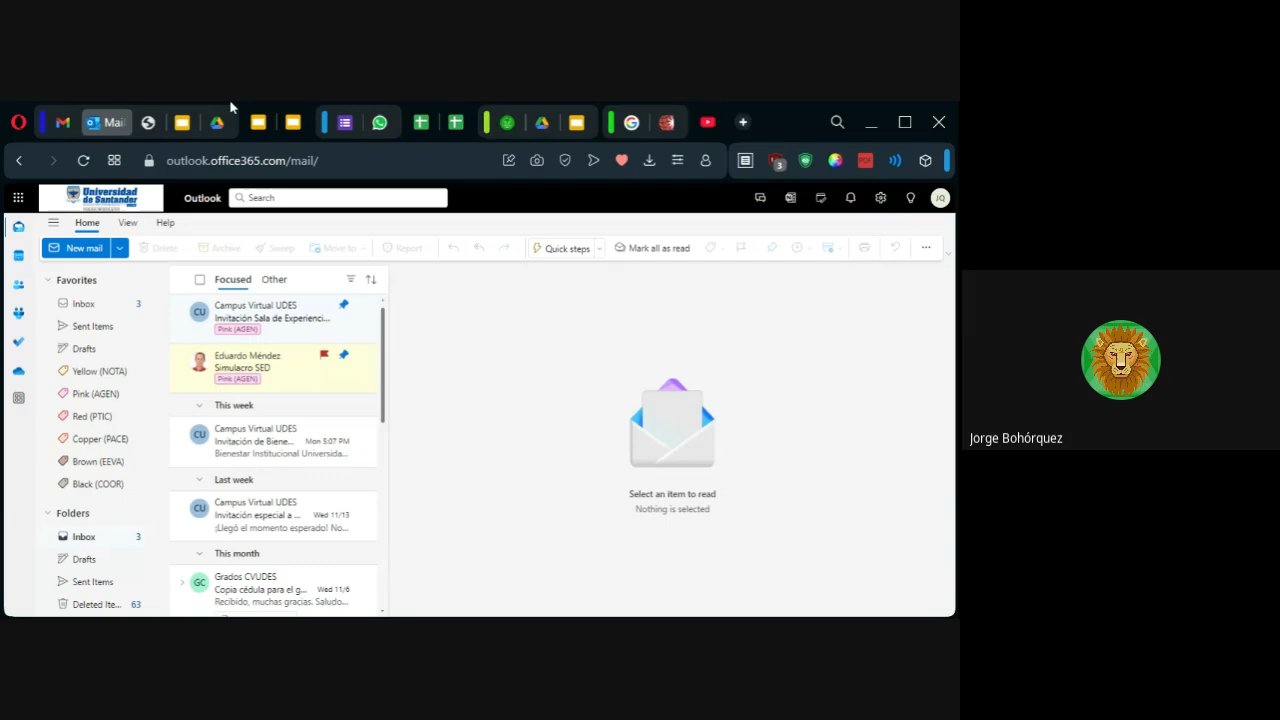 Mai
3
outlook.office365.com/mail/
Universidad
de Santander
Outlook
Search
JQ
Home
View
Help
New mail
Delete
Archive
Sweep
Move to
Report
Quick steps
Mark all as read
Favorites
Inbox 3
Sent Items
Drafts
Yellow (NOTA)
Pink (AGEN)
Red (PTIC)
Copper (PACE)
Brown (EEVA)
Black (COOR)
Folders
Inbox 3
Drafts
Sent Items
Deleted Ite... 63
Focused
Other
CU
Campus Virtual UDES
Invitación Sala de Experienci...
Pink (AGEN)
Eduardo Méndez
Simulacro SED
Pink (AGEN)
This week
CU
Campus Virtual UDES
Invitación de Biene... Mon 5:07 PM
Bienestar Institucional Universida...
Last week
CU
Campus Virtual UDES
Invitación especial a ... Wed 11/13
¡Llegó el momento esperado! No...
This month
GC
Grados CVUDES
Copia cédula para el g... Wed 11/6
Recibido, muchas gracias. Saludo...
Select an item to read
Nothing is selected
Jorge Bohórquez